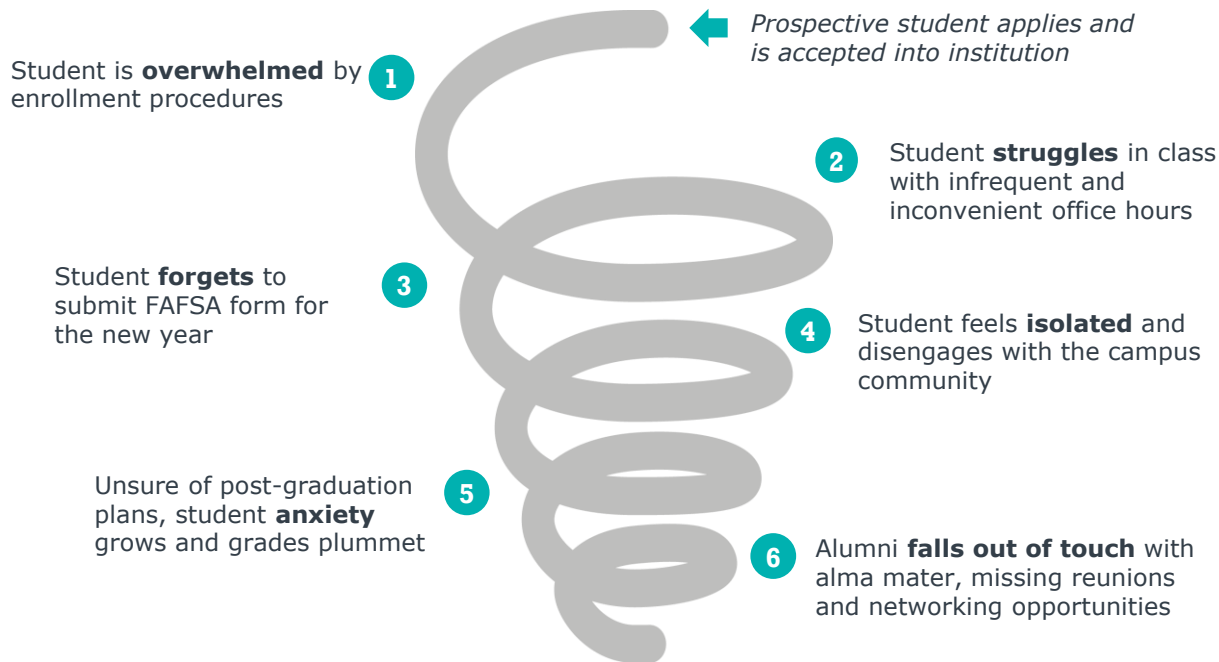 Prospective student applies and
is accepted into institution
1
Student is overwhelmed by
enrollment procedures
2
Student struggles in class
with infrequent and
inconvenient office hours
3
Student forgets to
submit FAFSA form for
the new year
4
Student feels isolated and
disengages with the campus
community
5
Unsure of post-graduation
plans, student anxiety
grows and grades plummet
6
Alumni falls out of touch with
alma mater, missing reunions
and networking opportunities